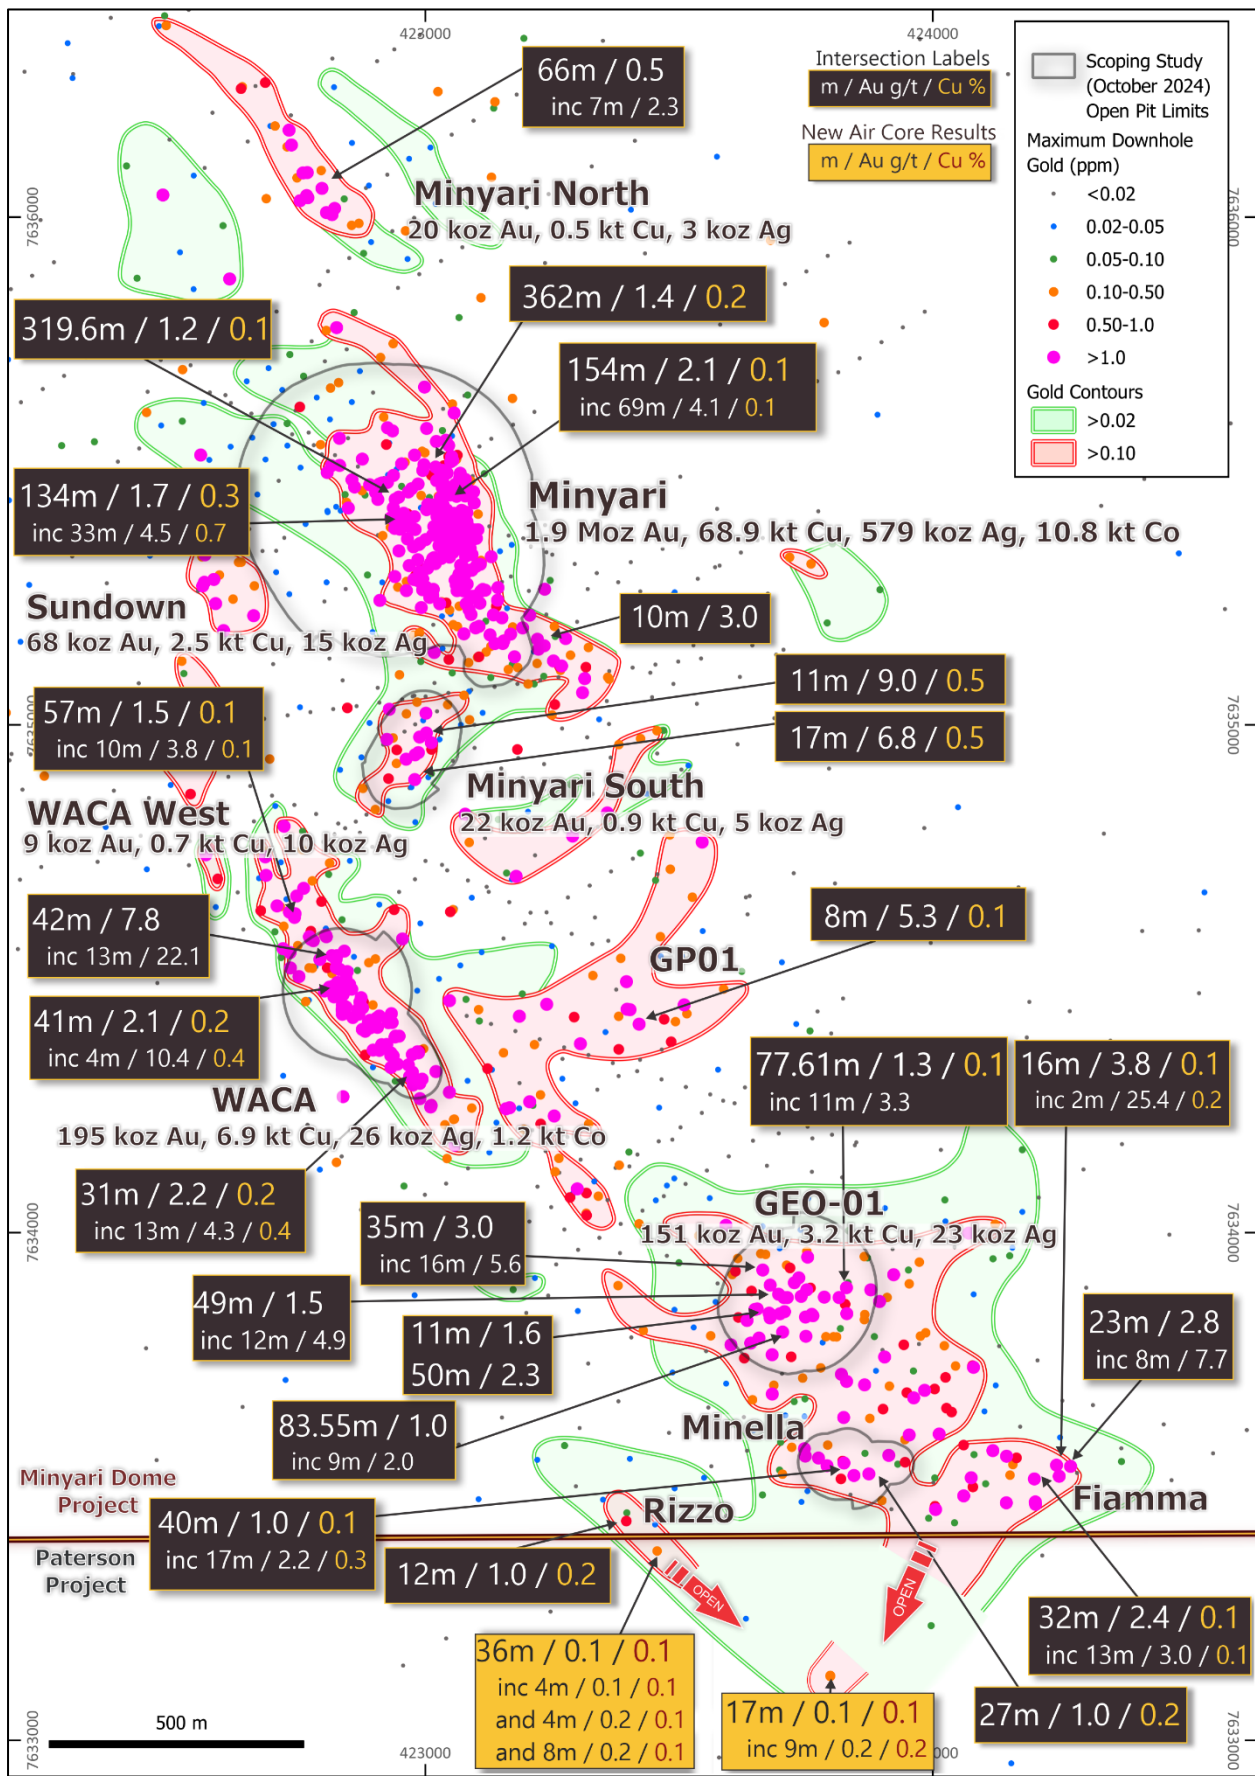 423000
424000
66m / 0.5
inc 7m / 2.3
Intersection Labels
m / Au g/t / Cu %
New Air Core Results
m / Au g/t / Cu %
Scoping Study
(October 2024)
Open Pit Limits
Maximum Downhole
Gold (ppm)
<0.02
0.02-0.05
0.05-0.10
0.10-0.50
0.50-1.0
>1.0
Gold Contours
>0.02
>0.10
7636000
7636000
Minyari North
20 koz Au, 0.5 kt Cu, 3 koz Ag
362m / 1.4 / 0.2
319.6m / 1.2 / 0.1
154m / 2.1 / 0.1
inc 69m / 4.1 / 0.1
134m / 1.7 / 0.3
inc 33m / 4.5 / 0.7
Minyari
1.9 Moz Au, 68.9 kt Cu, 579 koz Ag, 10.8 kt Co
Sundown
68 koz Au, 2.5 kt Cu, 15 koz Ag
10m / 3.0
11m / 9.0 / 0.5
17m / 6.8 / 0.5
57m / 1.5 / 0.1
inc 10m / 3.8 / 0.1
7635000
7635000
Minyari South
22 koz Au, 0.9 kt Cu, 5 koz Ag
WACA West
9 koz Au, 0.7 kt Cu, 10 koz Ag
42m / 7.8
inc 13m / 22.1
8m / 5.3 / 0.1
GP01
41m / 2.1 / 0.2
inc 4m / 10.4 / 0.4
77.61m / 1.3 / 0.1
inc 11m / 3.3
16m / 3.8 / 0.1
inc 2m / 25.4 / 0.2
WACA
195 koz Au, 6.9 kt Cu, 26 koz Ag, 1.2 kt Co
31m / 2.2 / 0.2
inc 13m / 4.3 / 0.4
35m / 3.0
inc 16m / 5.6
GEO-01
151 koz Au, 3.2 kt Cu, 23 koz Ag
7634000
7634000
49m / 1.5
inc 12m / 4.9
11m / 1.6
50m / 2.3
23m / 2.8
inc 8m / 7.7
83.55m / 1.0
inc 9m / 2.0
Minella
Minyari Dome
Project
Rizzo
Fiamma
40m / 1.0 / 0.1
inc 17m / 2.2 / 0.3
Paterson
Project
12m / 1.0 / 0.2
OPEN
OPEN
32m / 2.4 / 0.1
inc 13m / 3.0 / 0.1
36m / 0.1 / 0.1
inc 4m / 0.1 / 0.1
and 4m / 0.2 / 0.1
and 8m / 0.2 / 0.1
17m / 0.1 / 0.1
inc 9m / 0.2 / 0.2
27m / 1.0 / 0.2
500 m
7633000
7633000
423000